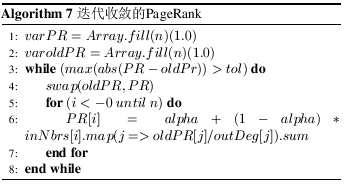 Algorithm 7 迭代收敛的PageRank
1: varPR = Array.fill(n)(1.0)
2: varoldPR = Array.fill(n)(1.0)
3: while (max(abs(PR − oldPr)) > tol) do
4: swap(oldPR, PR)
5: for (i < −0 until n) do
6: PR[i] = alpha + (1 − alpha) ∗
inNbrs[i].map(j => oldPR[j]/outDeg[j]).sum
7: end for
8: end while